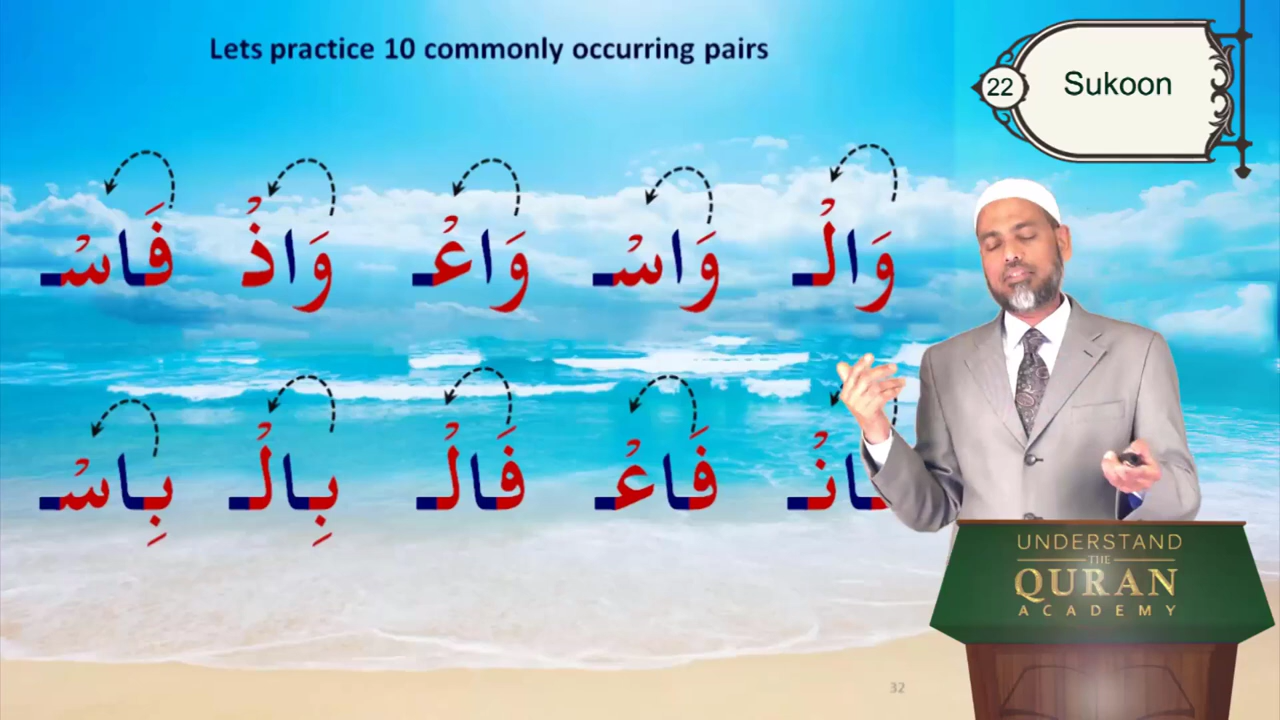 Lets practice 10 commonly occurring pairs
22 Sukoon
وَالْـ وَاسْـ وَاعْـ وَاذْ فَاسْـ
فَاعْـ فَالْـ بِالْـ بِاسْـ
UNDERSTAND
THE
QURAN
ACADEMY
32